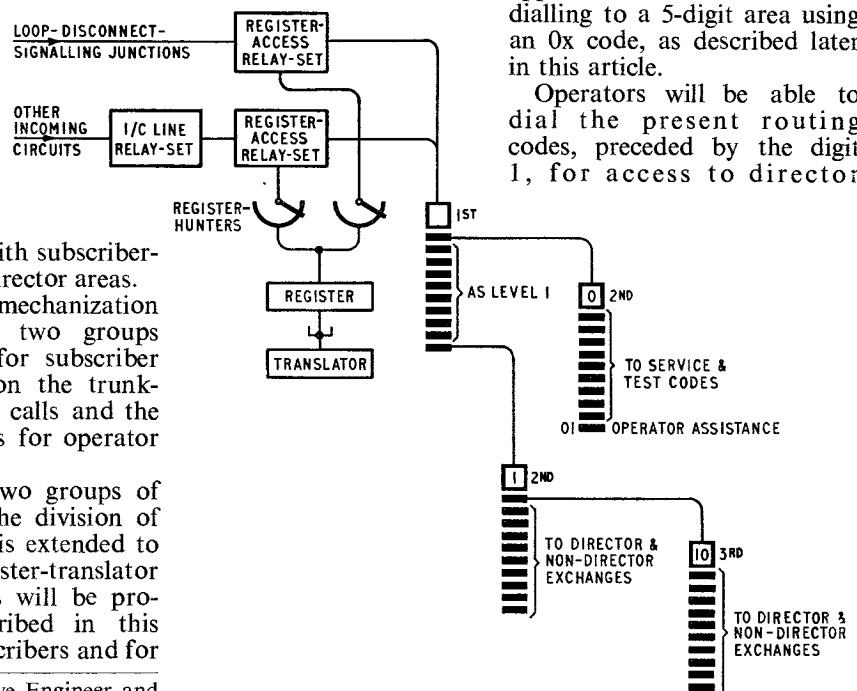 LOOP-DISCONNECT-
SIGNALLING JUNCTIONS
REGISTER-
ACCESS
RELAY-SET
OTHER
INCOMING
CIRCUITS
I/C LINE
RELAY-SET
REGISTER-
ACCESS
RELAY-SET
REGISTER-
HUNTERS
REGISTER
TRANSLATOR
1ST
AS LEVEL 1
0 2ND
TO SERVICE &
TEST CODES
01 OPERATOR ASSISTANCE
1 2ND
TO DIRECTOR &
NON-DIRECTOR
EXCHANGES
10 3RD
TO DIRECTOR &
NON-DIRECTOR
EXCHANGES
dialling to a 5-digit area using
an 0x code, as described later
in this article.
Operators will be able to
dial the present routing
codes, preceded by the digit
1, for access to director
with subscriber-
rector areas.
mechanization
two groups
for subscriber
on the trunk-
calls and the
s for operator
wo groups of
he division of
is extended to
ster-translator
will be pro-
ribed in this
cribers and for
ve Engineer and